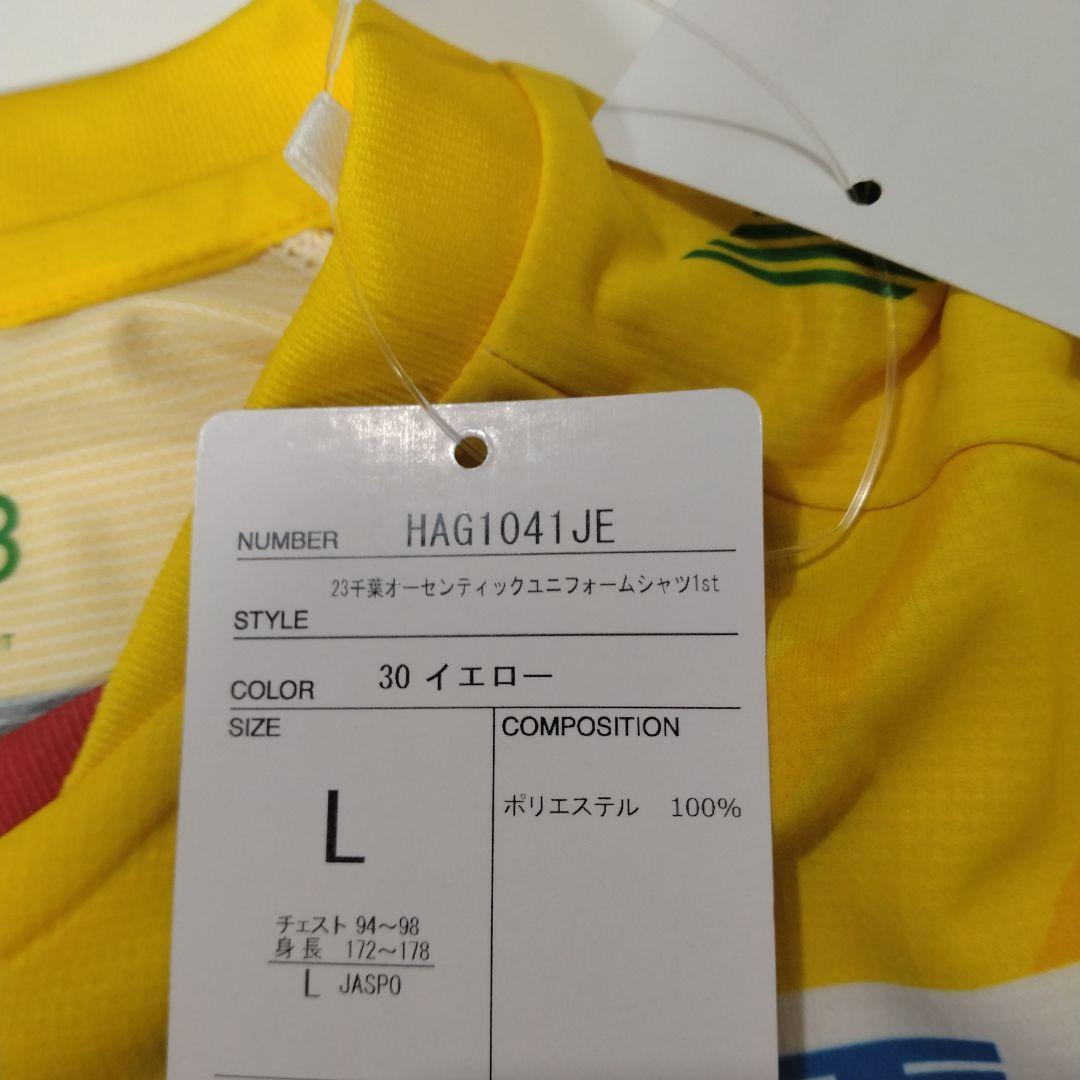 NUMBER HAG1041JE
23千葉オーセンティックユニフォームシャツ1st
STYLE
COLOR 30 イエロー
SIZE
COMPOSITION
L
ポリエステル 100%
チェスト 94～98
身長 172～178
L JASPO